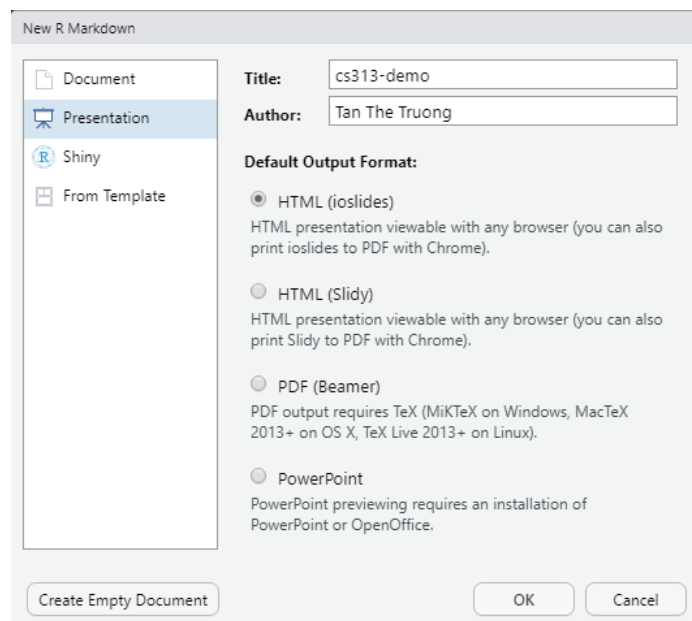 New R Markdown
Document
Presentation
R Shiny
From Template
Title: cs313-demo
Author: Tan The Truong
Default Output Format:
HTML (ioslides)
HTML presentation viewable with any browser (you can also
print ioslides to PDF with Chrome).
HTML (Slidy)
HTML presentation viewable with any browser (you can also
print Slidy to PDF with Chrome).
PDF (Beamer)
PDF output requires TeX (MiKTeX on Windows, MacTeX
2013+ on OS X, TeX Live 2013+ on Linux).
PowerPoint
PowerPoint previewing requires an installation of
PowerPoint or OpenOffice.
Create Empty Document OK Cancel